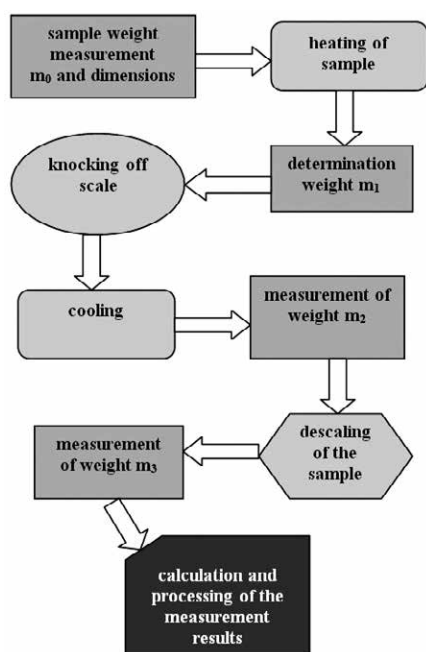 sample weight
measurement
m₀ and dimensions
heating of
sample
determination
weight m₁
knocking off
scale
cooling
measurement of
weight m₂
descaling
of the
sample
measurement
of weight m₃
calculation and
processing of the
measurement
results